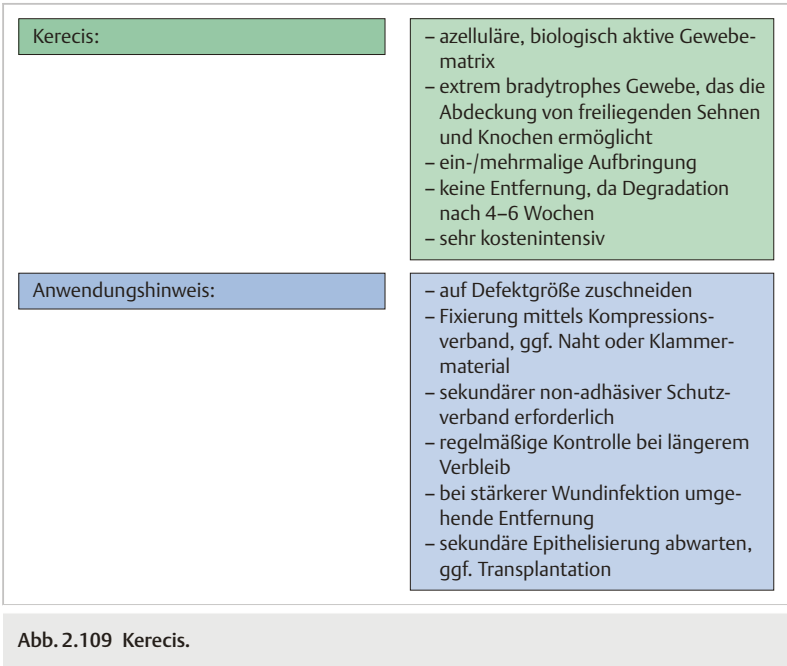 Kerecis:
– azelluläre, biologisch aktive Gewebe-
matrix
– extrem bradytrophes Gewebe, das die
Abdeckung von freiliegenden Sehnen
und Knochen ermöglicht
– ein-/mehrmalige Aufbringung
– keine Entfernung, da Degradation
nach 4–6 Wochen
– sehr kostenintensiv
Anwendungshinweis:
– auf Defektgröße zuschneiden
– Fixierung mittels Kompressions-
verband, ggf. Naht oder Klammer-
material
– sekundärer non-adhäsiver Schutz-
verband erforderlich
– regelmäßige Kontrolle bei längerem
Verbleib
– bei stärkerer Wundinfektion umge-
hende Entfernung
– sekundäre Epithelisierung abwarten,
ggf. Transplantation
Abb. 2.109 Kerecis.